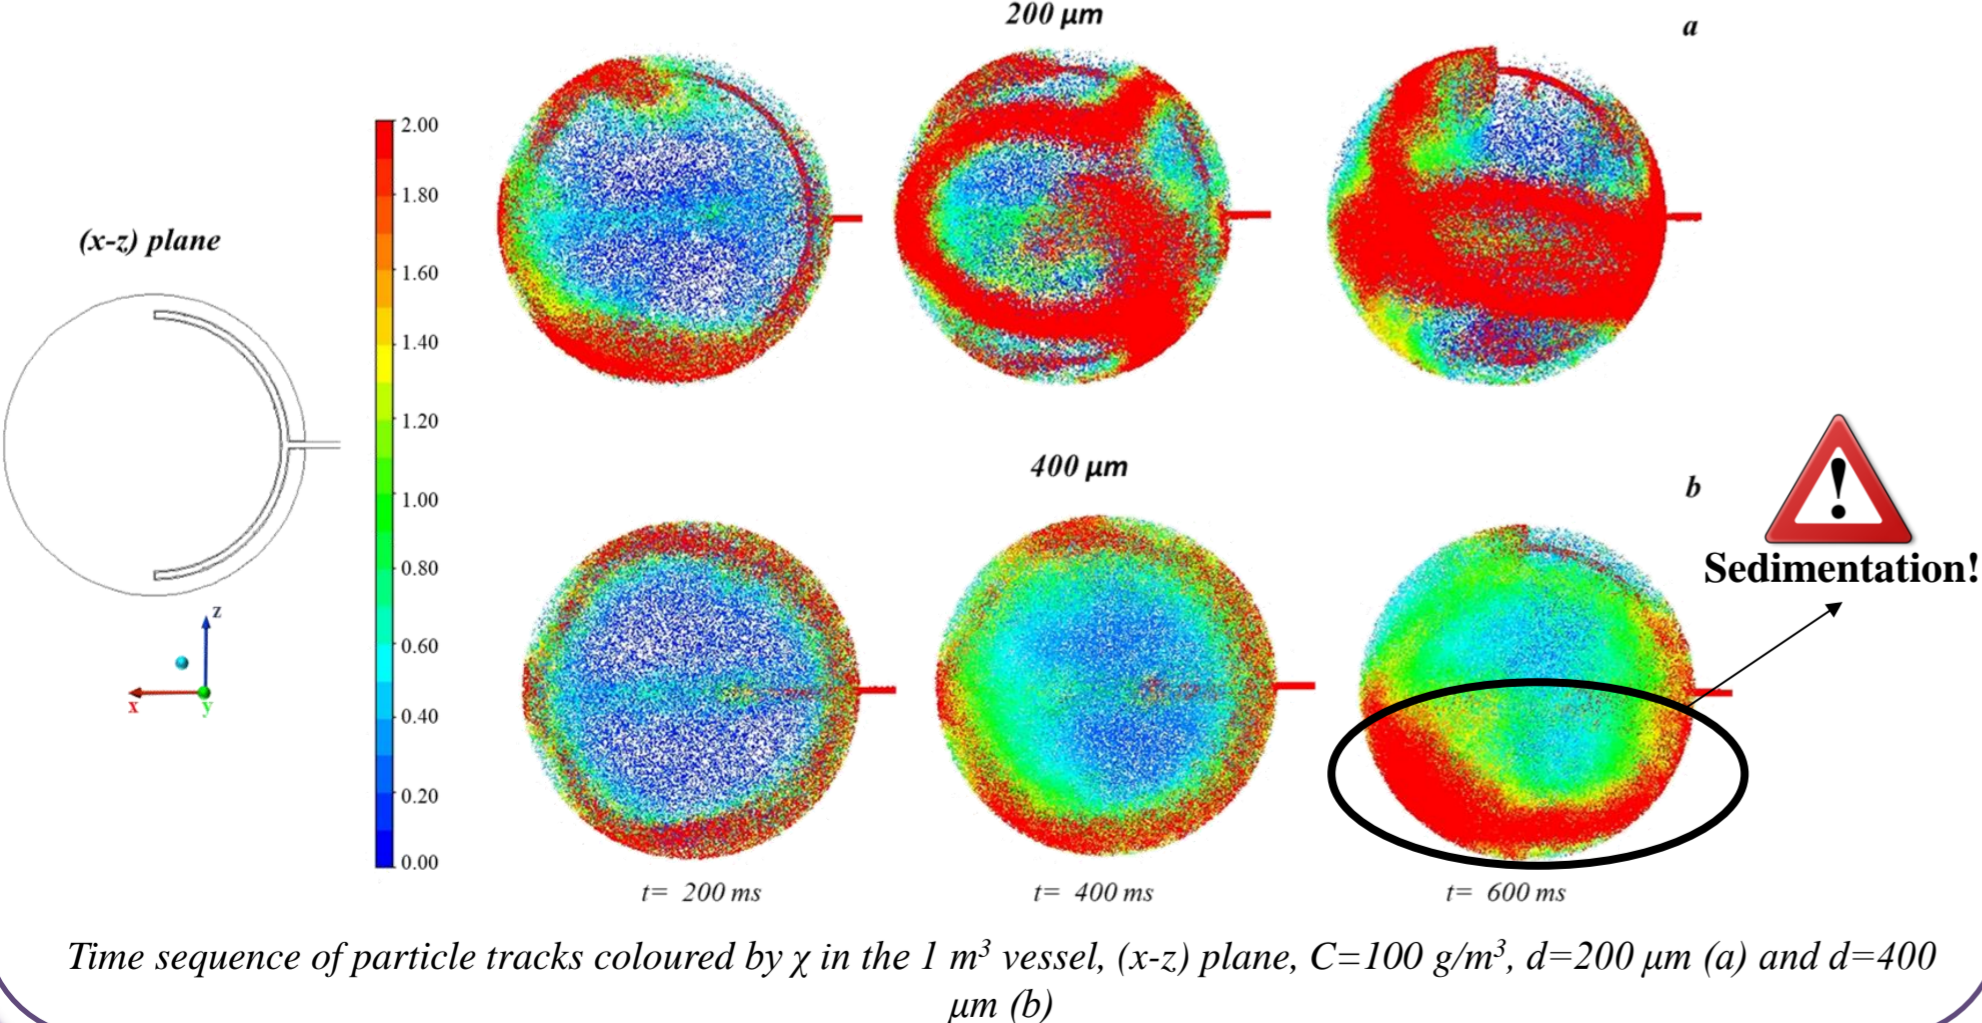 200 μm
a
(x-z) plane
2.00
1.80
1.60
1.40
1.20
1.00
0.80
0.60
0.40
0.20
0.00
z
x
y
400 μm
b
!
Sedimentation!
t= 200 ms
t= 400 ms
t= 600 ms
Time sequence of particle tracks coloured by χ in the 1 m³ vessel, (x-z) plane, C=100 g/m³, d=200 μm (a) and d=400
μm (b)